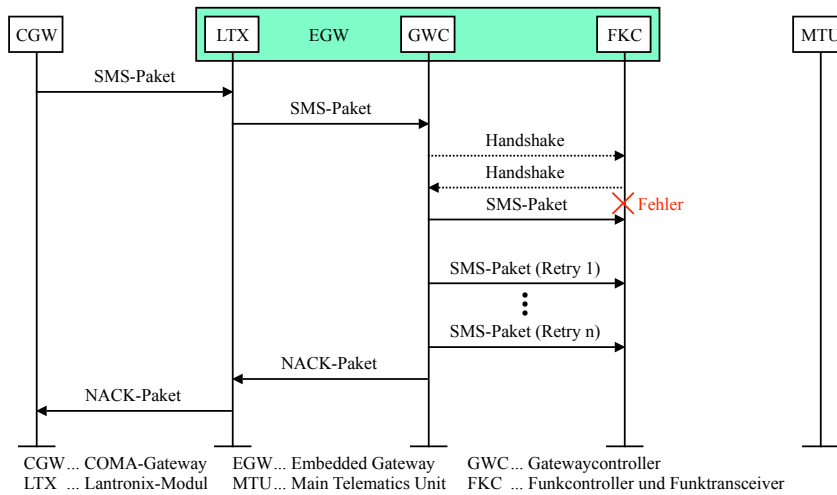 CGW LTX EGW GWC FKC MTU
SMS-Paket
SMS-Paket
Handshake
Handshake
SMS-Paket Fehler
SMS-Paket (Retry 1)
SMS-Paket (Retry n)
NACK-Paket
NACK-Paket
CGW... COMA-Gateway EGW... Embedded Gateway GWC... Gatewaycontroller
LTX ... Lantronix-Modul MTU... Main Telematics Unit FKC ... Funkcontroller und Funktransceiver